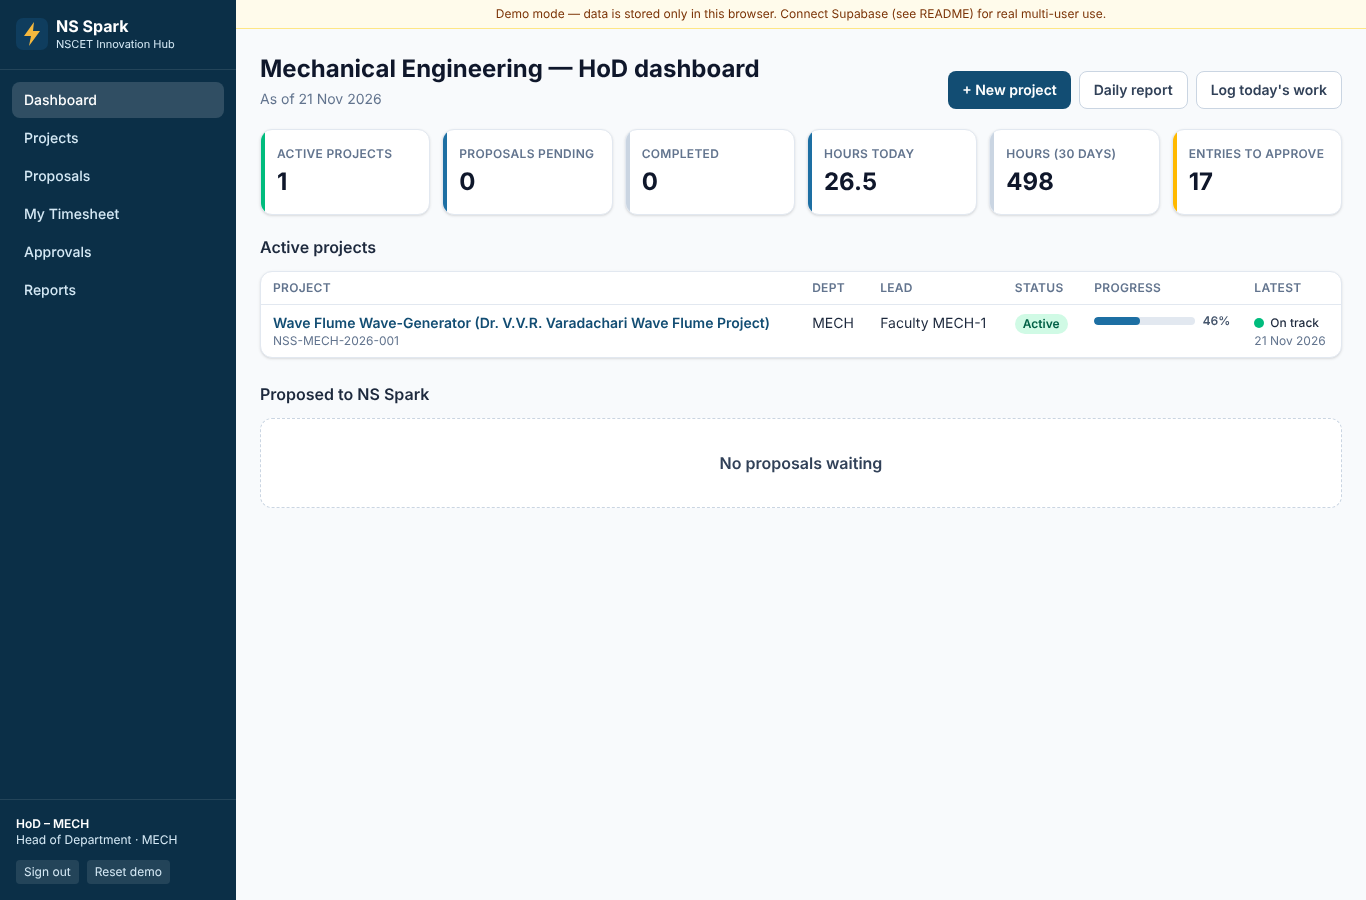 NS Spark
NSCET Innovation Hub
Dashboard
Projects
Proposals
My Timesheet
Approvals
Reports
HoD – MECH
Head of Department · MECH
Sign out
Reset demo
Demo mode — data is stored only in this browser. Connect Supabase (see README) for real multi-user use.
Mechanical Engineering — HoD dashboard
As of 21 Nov 2026
+ New project
Daily report
Log today's work
ACTIVE PROJECTS
1
PROPOSALS PENDING
0
COMPLETED
0
HOURS TODAY
26.5
HOURS (30 DAYS)
498
ENTRIES TO APPROVE
17
Active projects
PROJECT DEPT LEAD STATUS PROGRESS LATEST
Wave Flume Wave-Generator (Dr. V.V.R. Varadachari Wave Flume Project) MECH Faculty MECH-1 Active 46% On track
NSS-MECH-2026-001 21 Nov 2026
Proposed to NS Spark
No proposals waiting